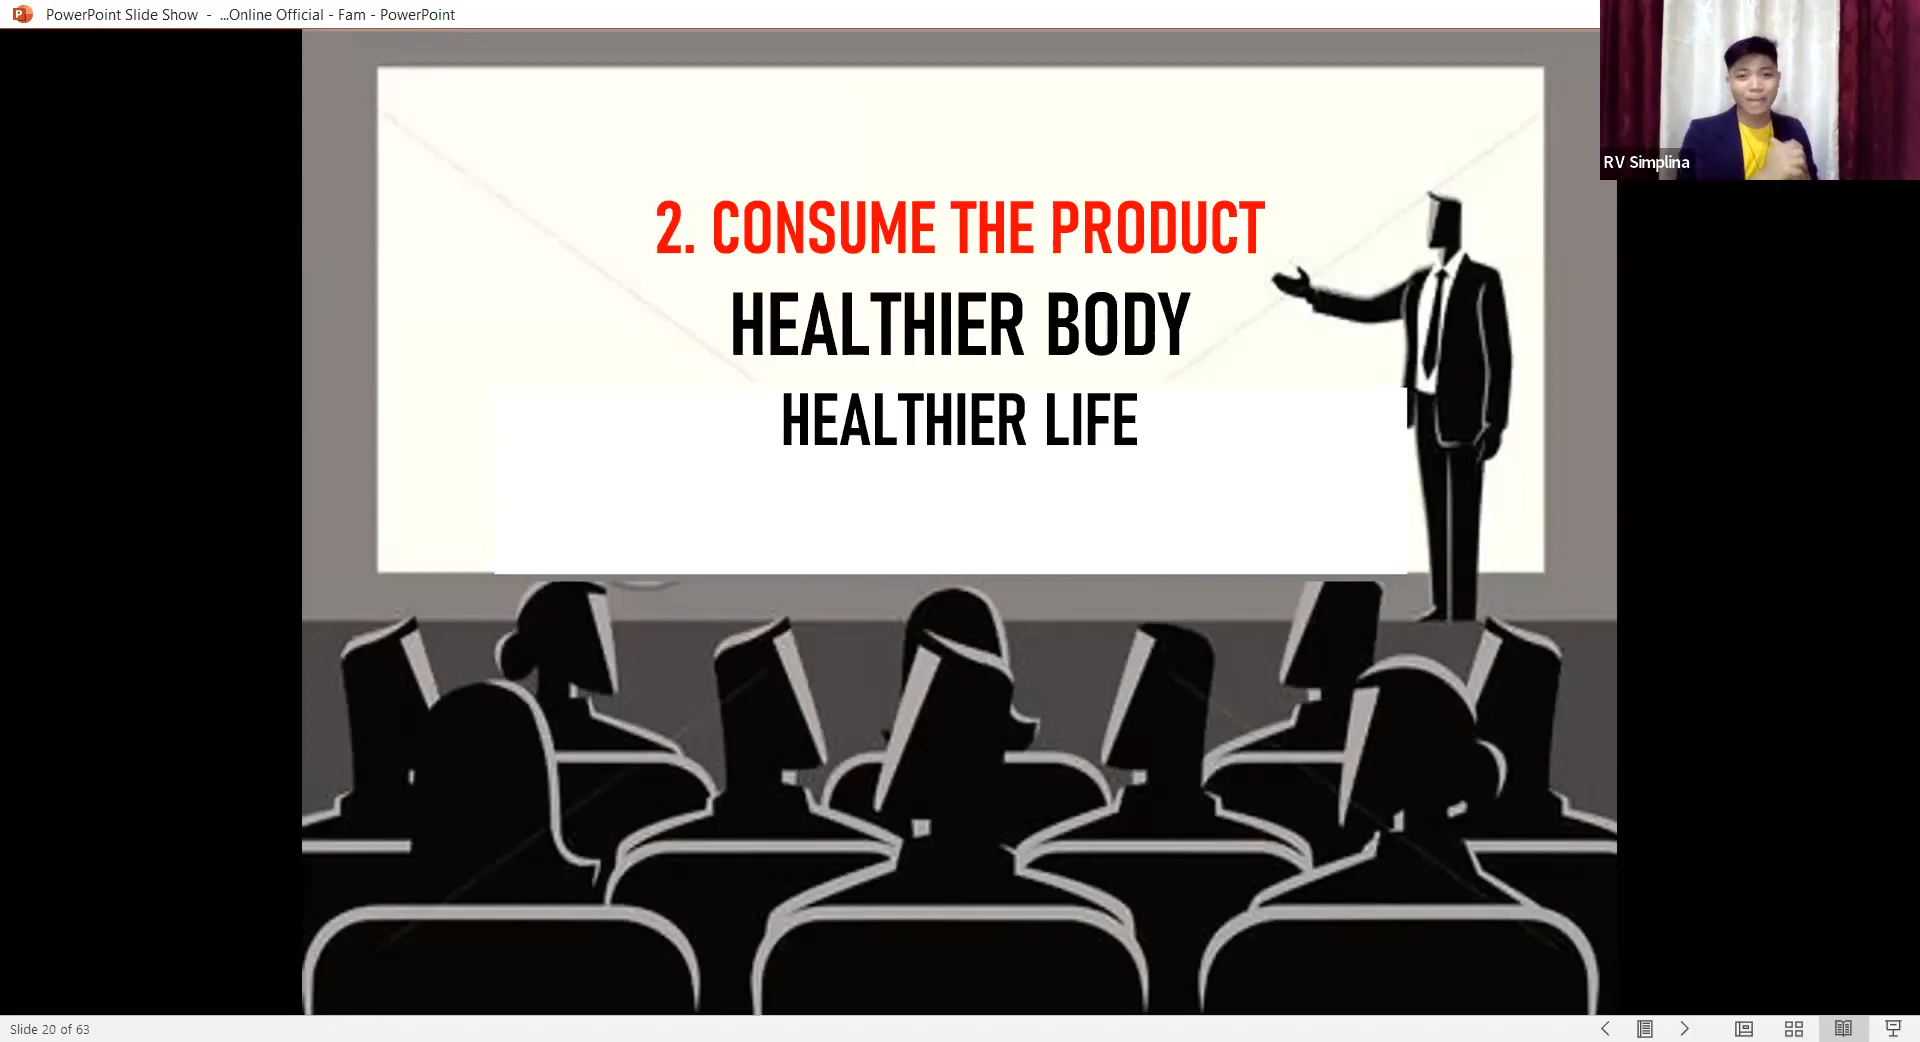 PowerPoint Slide Show - ...Online Official - Fam - PowerPoint
RV Simplina
2. CONSUME THE PRODUCT
HEALTHIER BODY
HEALTHIER LIFE
Slide 20 of 63